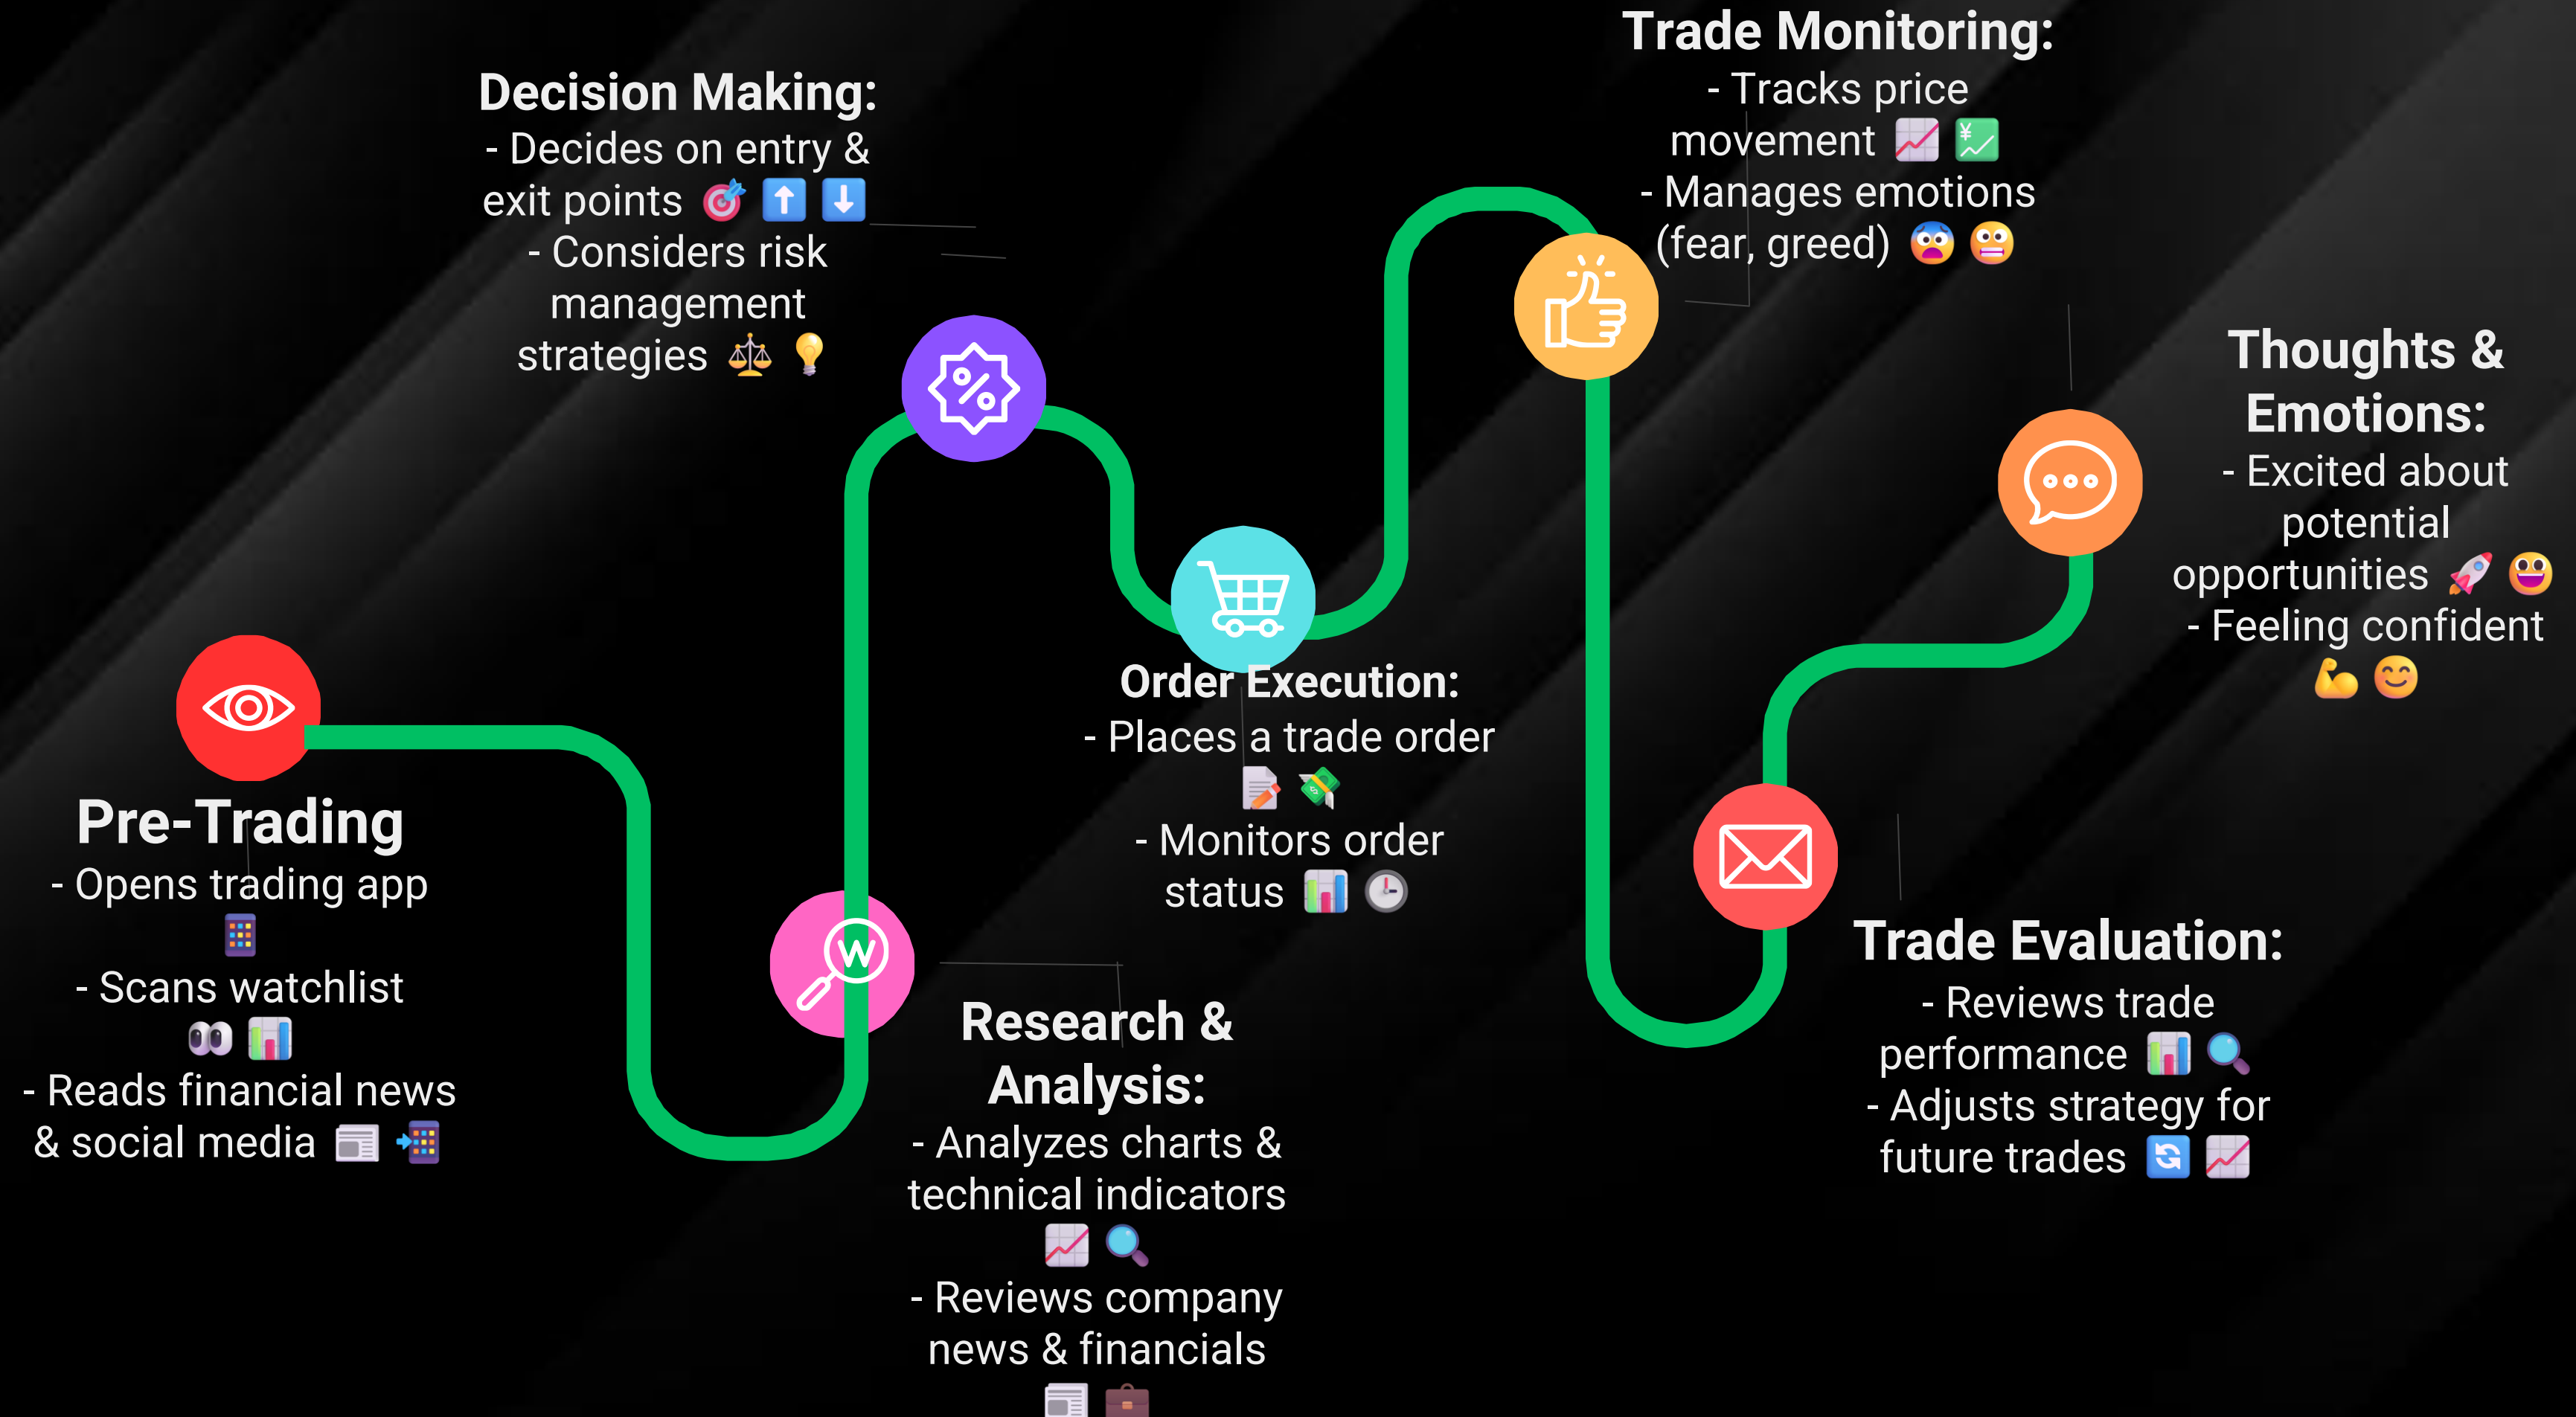 Pre-Trading
- Opens trading app
- Scans watchlist
- Reads financial news
& social media
Research &
Analysis:
- Analyzes charts &
technical indicators
- Reviews company
news & financials
W
Decision Making:
- Decides on entry &
exit points
- Considers risk
management
strategies
%
Order Execution:
- Places a trade order
- Monitors order
status
Trade Monitoring:
- Tracks price
movement
- Manages emotions
(fear, greed)
Trade Evaluation:
- Reviews trade
performance
- Adjusts strategy for
future trades
Thoughts &
Emotions:
- Excited about
potential
opportunities
- Feeling confident